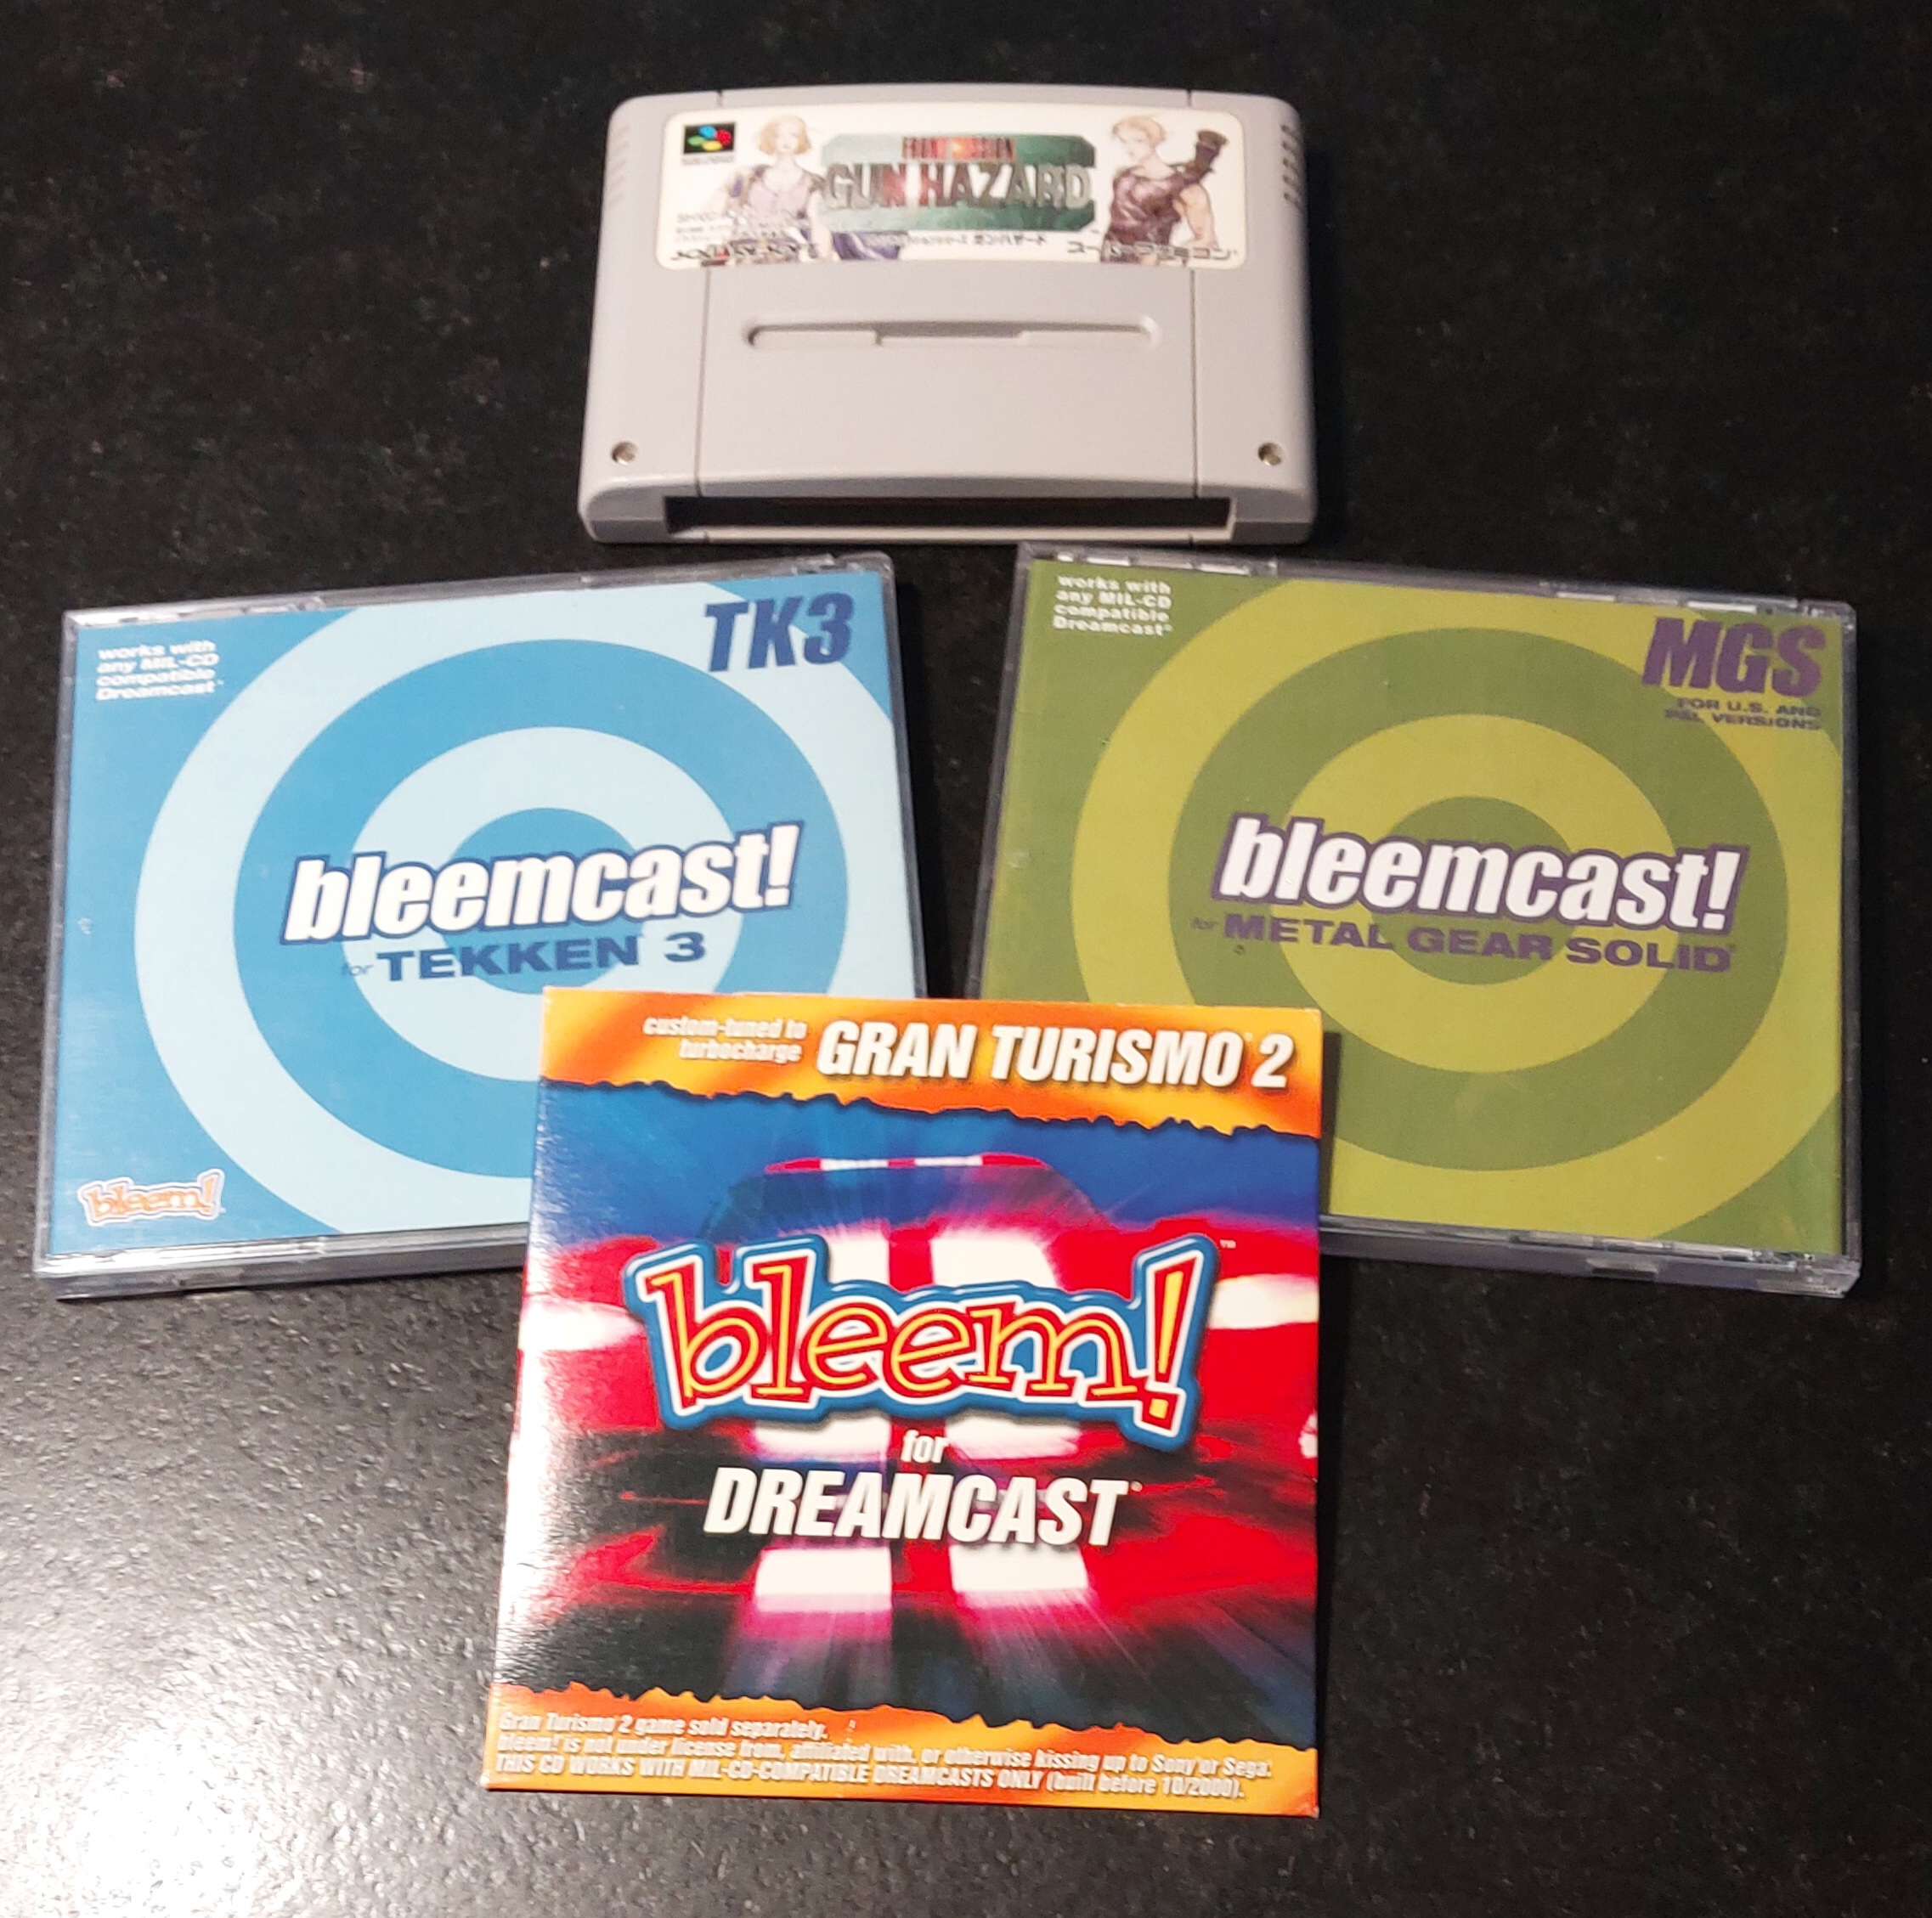 FRONT MISSION
GUN HAZARD
ガンハザード
スーパーファミコン
works with
any MIL-CD
compatible
Dreamcast
TK3
bleemcast!
for TEKKEN 3
bleem!
works with
any MIL-CD
compatible
Dreamcast
MGS
FOR U.S. AND
PAL VERSIONS
bleemcast!
for METAL GEAR SOLID
custom-tuned to
turbocharge
GRAN TURISMO 2
bleem!™
for
DREAMCAST
Gran Turismo 2 game sold separately.
bleem! is not under license from, affiliated with, or otherwise kissing up to Sony or Sega.
THIS CD WORKS WITH MIL-CD-COMPATIBLE DREAMCASTS ONLY (built before 10/2000).